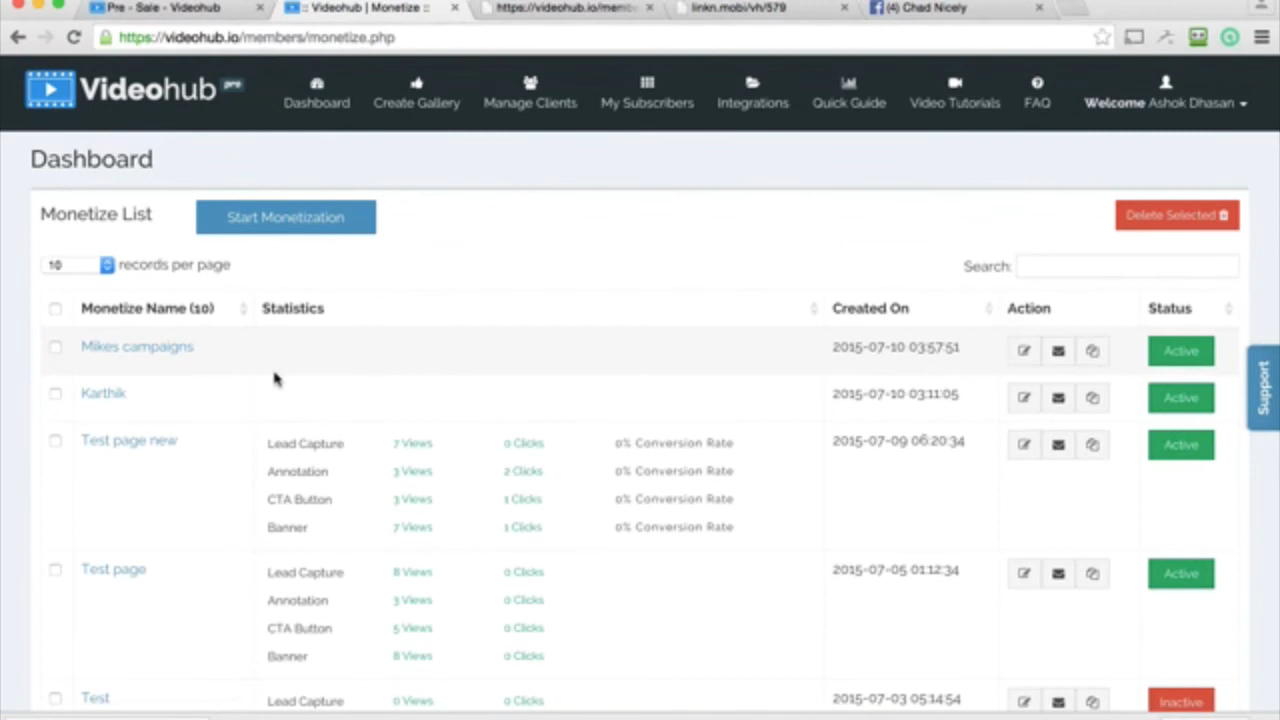 Pre - Sale - Videohub
:: Videohub | Monetize ::
https://videohub.io/memb
linkn.mobi/vh/579
(4) Chad Nicely
https://videohub.io/members/monetize.php
Videohub pro
Dashboard
Create Gallery
Manage Clients
My Subscribers
Integrations
Quick Guide
Video Tutorials
FAQ
Welcome Ashok Dhasan
Dashboard
Monetize List
Start Monetization
Delete Selected
10 records per page
Search:
Monetize Name (10) Statistics Created On Action Status
Mikes campaigns 2015-07-10 03:57:51 Active
Karthik 2015-07-10 03:11:05 Active
Test page new Lead Capture 7 Views 0 Clicks 0% Conversion Rate 2015-07-09 06:20:34 Active
Annotation 3 Views 2 Clicks 0% Conversion Rate
CTA Button 3 Views 1 Clicks 0% Conversion Rate
Banner 7 Views 1 Clicks 0% Conversion Rate
Test page Lead Capture 8 Views 0 Clicks 2015-07-05 01:12:34 Active
Annotation 3 Views 0 Clicks
CTA Button 5 Views 0 Clicks
Banner 8 Views 0 Clicks
Test Lead Capture 0 Views 0 Clicks 2015-07-03 05:14:54 Inactive
Support